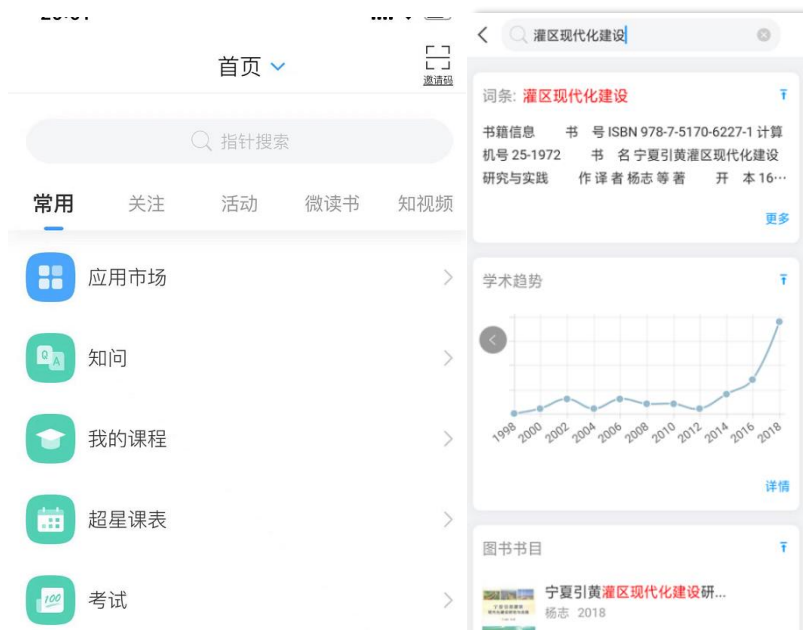 首页
邀请码
指针搜索
常用 关注 活动 微读书 知视频
应用市场
知问
Q A
我的课程
超星课表
100
考试
灌区现代化建设
词条: 灌区现代化建设
书籍信息 书 号 ISBN 978-7-5170-6227-1 计算
机号 25-1972 书 名 宁夏引黄灌区现代化建设
研究与实践 作 译 者 杨志 等 著 开 本 16…
更多
学术趋势
1998 2000 2002 2004 2006 2008 2010 2012 2014 2016 2018
详情
图书书目
宁夏引黄灌区现代化建设研...
杨志 2018